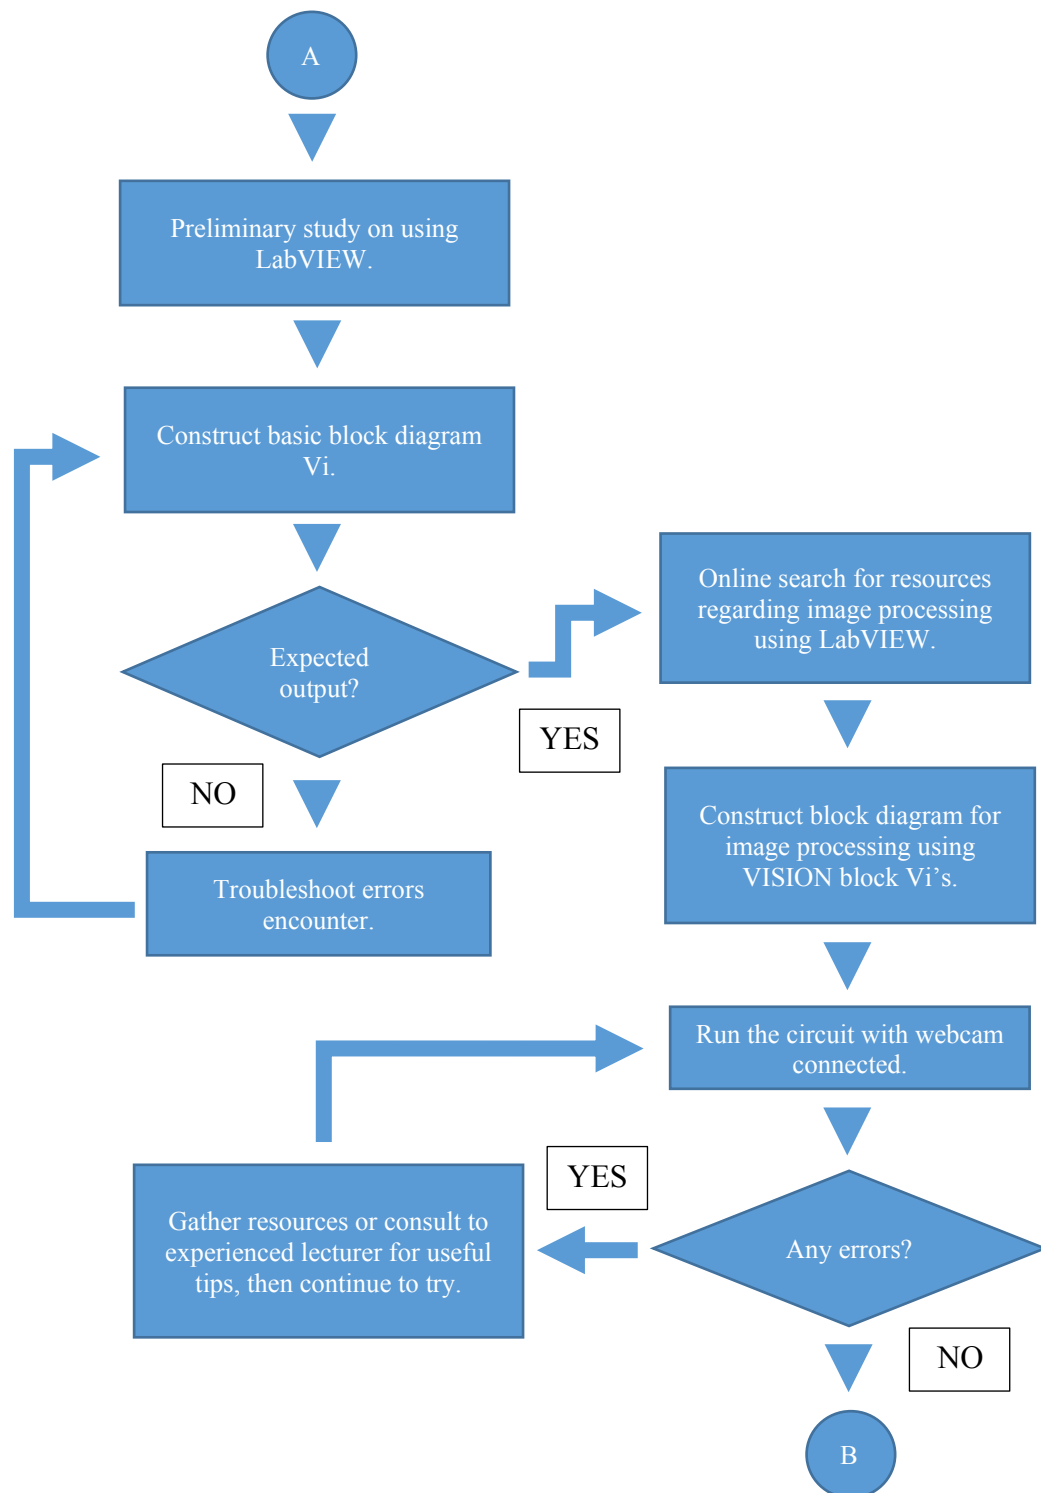 A
Preliminary study on using
LabVIEW.
Construct basic block diagram
Vi.
Expected
output?
YES
NO
Troubleshoot errors
encounter.
Online search for resources
regarding image processing
using LabVIEW.
Construct block diagram for
image processing using
VISION block Vi’s.
Run the circuit with webcam
connected.
Any errors?
YES
Gather resources or consult to
experienced lecturer for useful
tips, then continue to try.
NO
B